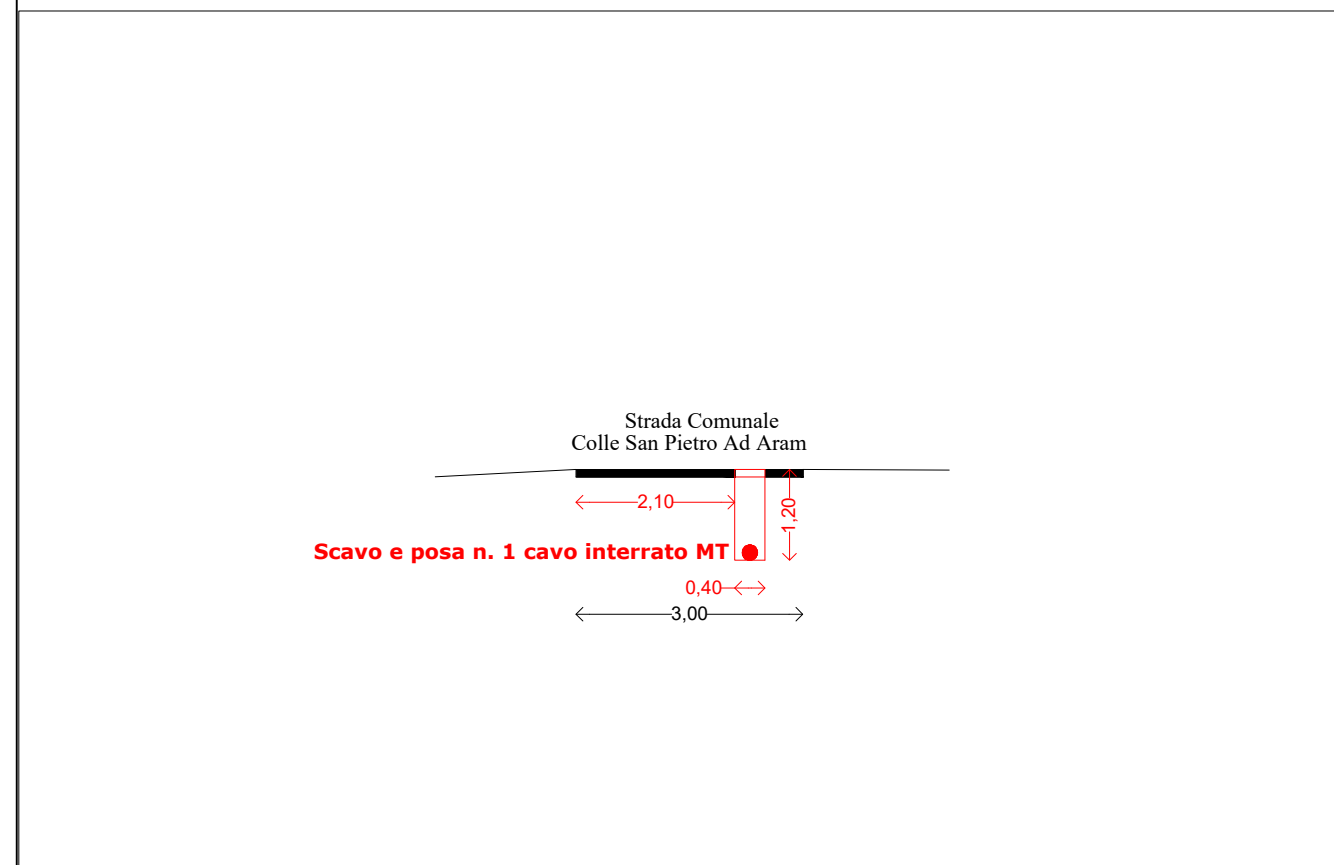 Strada Comunale
Colle San Pietro Ad Aram
2,10
1,20
Scavo e posa n. 1 cavo interrato MT
0,40
3,00